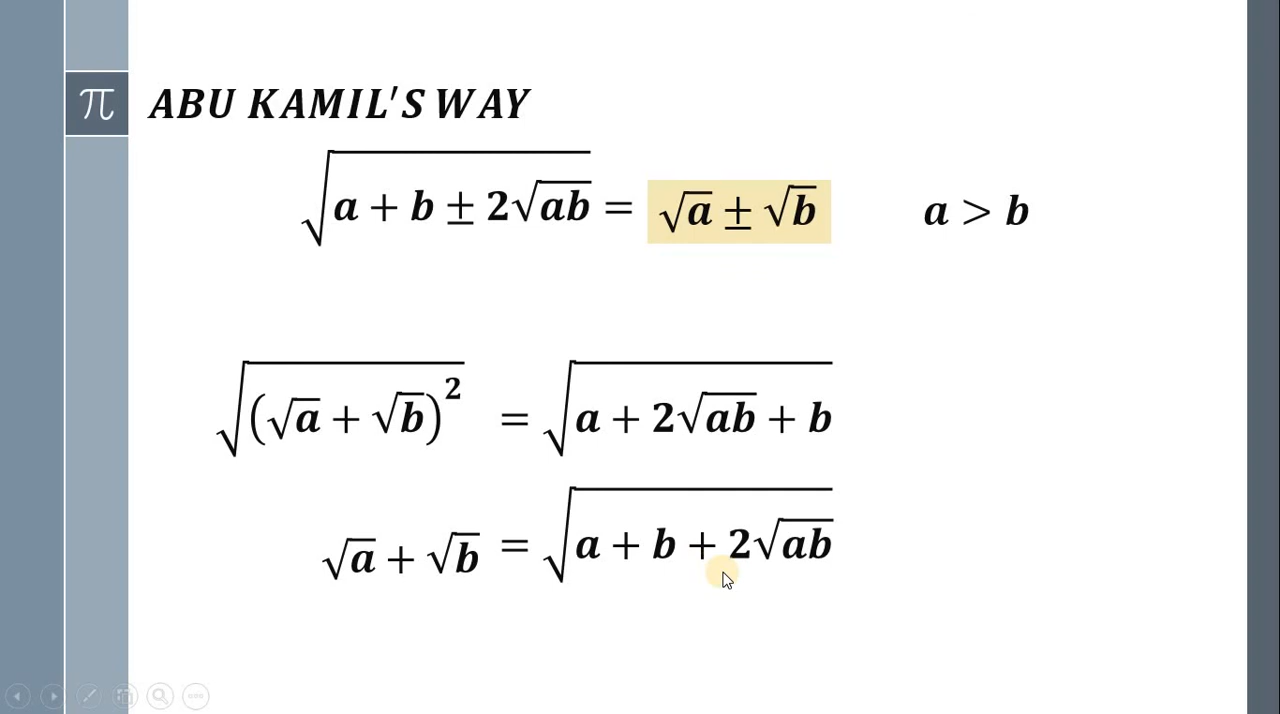 π ABU KAMIL'S WAY
√(a + b ± 2√(ab)) = √a ± √b a > b
√((√a + √b)²) = √(a + 2√(ab) + b)
√a + √b = √(a + b + 2√(ab))